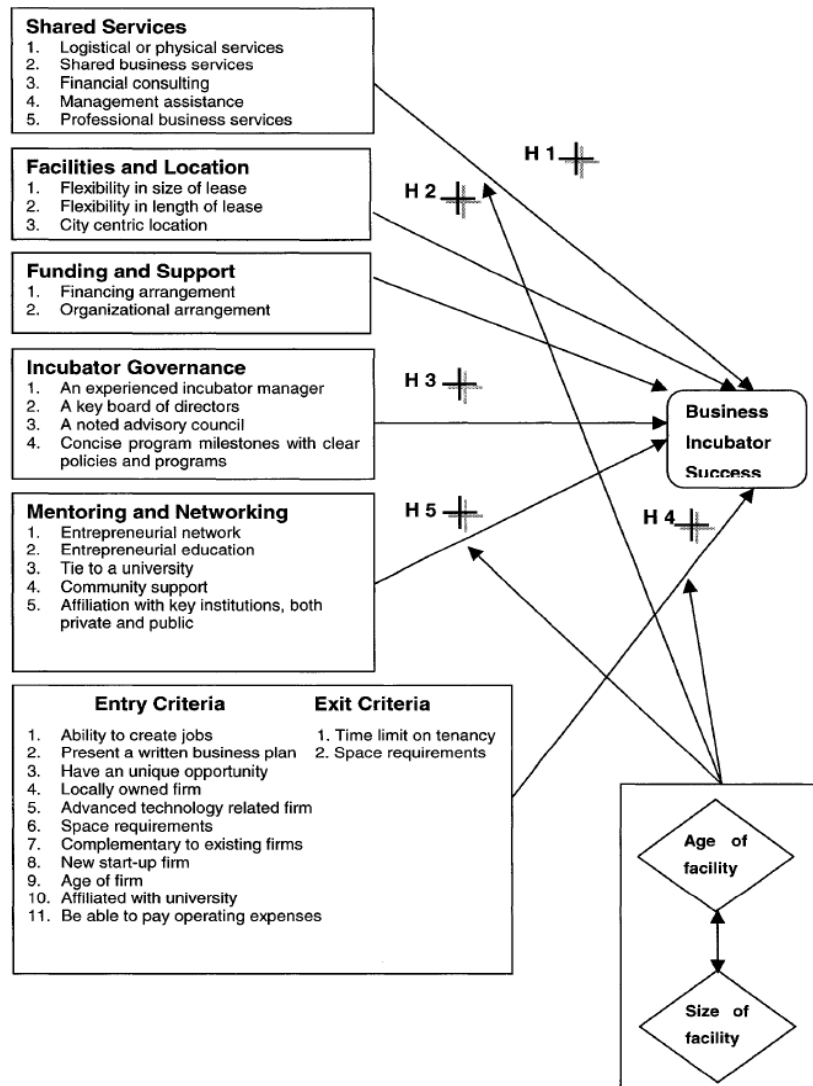 Shared Services
1. Logistical or physical services
2. Shared business services
3. Financial consulting
4. Management assistance
5. Professional business services
H 1
Facilities and Location
1. Flexibility in size of lease
2. Flexibility in length of lease
3. City centric location
H 2
Funding and Support
1. Financing arrangement
2. Organizational arrangement
Incubator Governance
1. An experienced incubator manager
2. A key board of directors
3. A noted advisory council
4. Concise program milestones with clear
policies and programs
H 3
Business
Incubator
Success
Mentoring and Networking
1. Entrepreneurial network
2. Entrepreneurial education
3. Tie to a university
4. Community support
5. Affiliation with key institutions, both
private and public
H 5
H 4
Entry Criteria
1. Ability to create jobs
2. Present a written business plan
3. Have an unique opportunity
4. Locally owned firm
5. Advanced technology related firm
6. Space requirements
7. Complementary to existing firms
8. New start-up firm
9. Age of firm
10. Affiliated with university
11. Be able to pay operating expenses
Exit Criteria
1. Time limit on tenancy
2. Space requirements
Age of
facility
Size of
facility